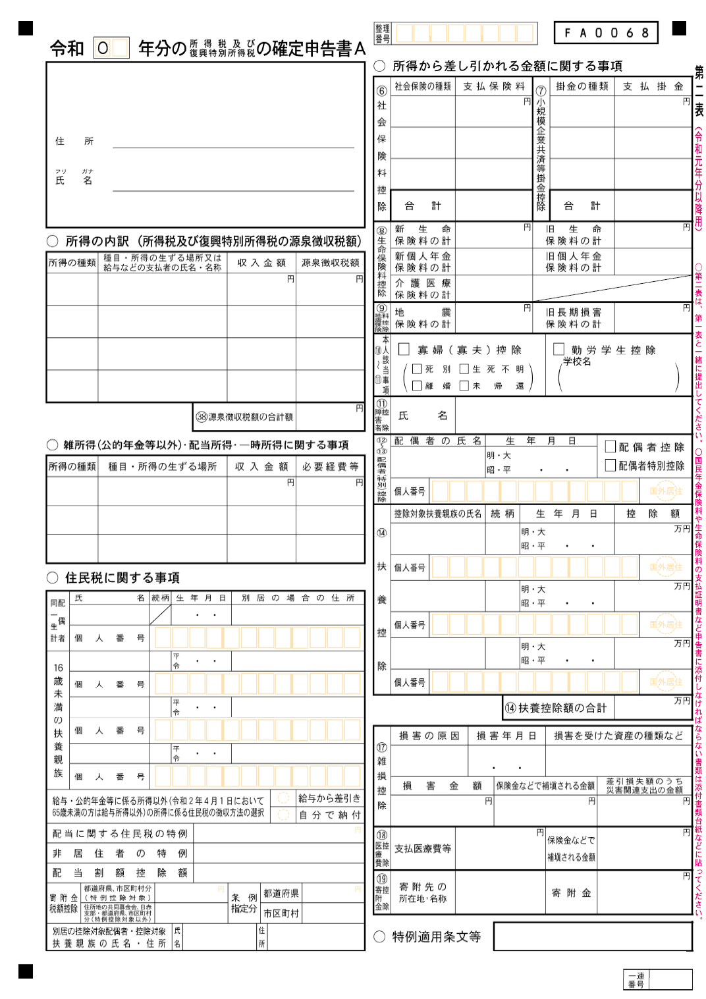 整理番号
FA0068
令和 0 年分の所得税及び復興特別所得税の確定申告書A
住所
フリガナ
氏名
○ 所得の内訳（所得税及び復興特別所得税の源泉徴収税額）
所得の種類 種目・所得の生ずる場所又は給与などの支払者の氏名・名称 収入金額 源泉徴収税額
円 円
㊳源泉徴収税額の合計額 円
○ 雑所得(公的年金等以外)・配当所得・一時所得に関する事項
所得の種類 種目・所得の生ずる場所 収入金額 必要経費等
円 円
○ 住民税に関する事項
同一生計配偶者
氏名 続柄 生年月日 別居の場合の住所
・ ・
個人番号
16歳未満の扶養親族
平 令 ・ ・
個人番号
平 令 ・ ・
個人番号
平 令 ・ ・
個人番号
給与・公的年金等に係る所得以外(令和2年4月1日において 給与から差引き
65歳未満の方は給与所得以外)の所得に係る住民税の徴収方法の選択 自分で納付
配当に関する住民税の特例 円
非居住者の特例
配当割額控除額
寄附金税額控除
都道府県、市区町村分(特例控除対象) 円
住所地の共同募金会、日赤支部・都道府県、市区町村分(特例控除対象以外)
条例指定分 都道府県 円
市区町村
別居の控除対象配偶者・控除対象扶養親族の氏名・住所 氏名 住所
○ 所得から差し引かれる金額に関する事項
⑥社会保険料控除
社会保険の種類 支払保険料
円
合計
⑦小規模企業共済等掛金控除
掛金の種類 支払掛金
円
合計
⑧生命保険料控除
新生命保険料の計 円 旧生命保険料の計 円
新個人年金保険料の計 旧個人年金保険料の計
介護医療保険料の計
⑨地震保険料控除
地震保険料の計 円 旧長期損害保険料の計 円
⑩〜⑪本人該当事項
□ 寡婦(寡夫)控除 □ 勤労学生控除
(□死別 □生死不明 学校名
□離婚 □未帰還) ( )
⑪障害者控除
氏名
⑫〜⑬配偶者(特別)控除
配偶者の氏名 生年月日 □配偶者控除
明・大
昭・平 ・ ・ □配偶者特別控除
個人番号 国外居住
⑭扶養控除
控除対象扶養親族の氏名 続柄 生年月日 控除額
明・大 万円
昭・平 ・ ・
個人番号 国外居住
明・大 万円
昭・平 ・ ・
個人番号 国外居住
明・大 万円
昭・平 ・ ・
個人番号 国外居住
⑭扶養控除額の合計 万円
⑰雑損控除
損害の原因 損害年月日 損害を受けた資産の種類など
・ ・
損害金額 保険金などで補塡される金額 差引損失額のうち災害関連支出の金額
円 円 円
⑱医療費控除
支払医療費等 円 保険金などで補塡される金額 円
⑲寄附金控除
寄附先の所在地・名称 寄附金 円
○ 特例適用条文等
一連番号
第二表（令和元年分以降用）
○第二表は、第一表と一緒に提出してください。○国民年金保険料や生命保険料の支払証明書など申告書に添付しなければならない書類は添付書類台紙などに貼ってください。